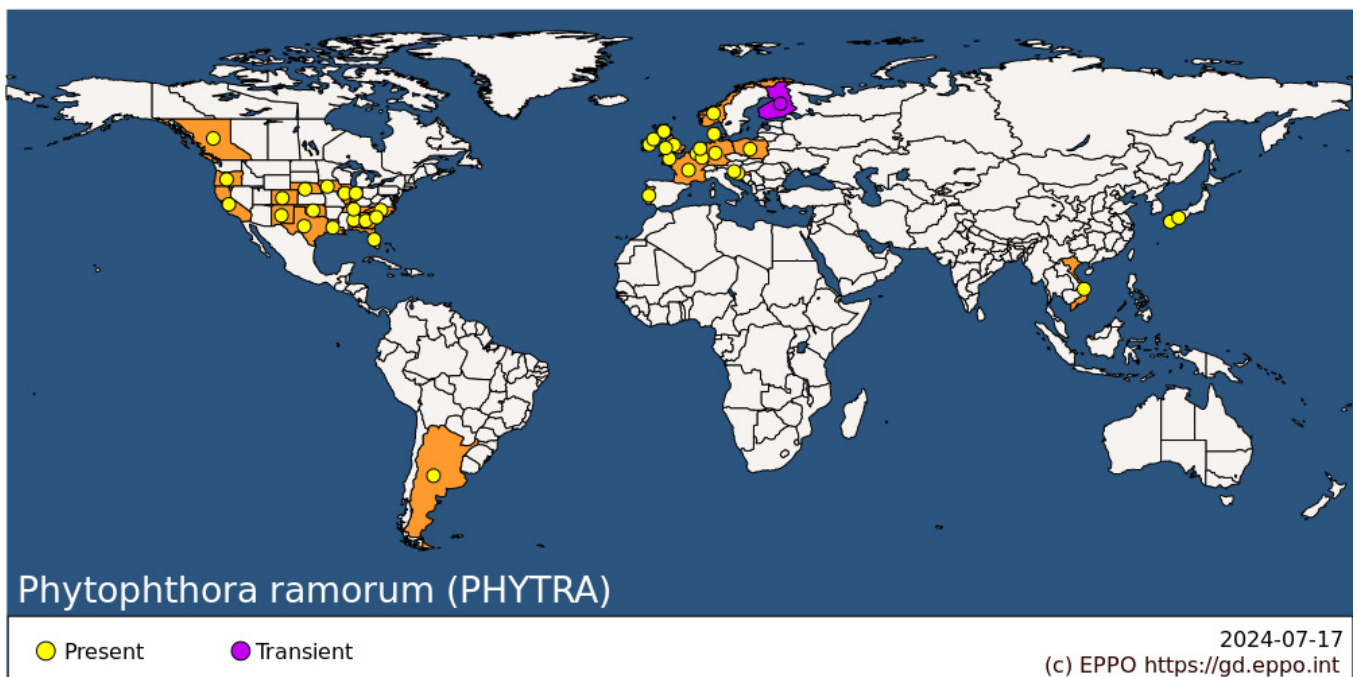 Phytophthora ramorum (PHYTRA)
Present
Transient
2024-07-17
(c) EPPO https://gd.eppo.int